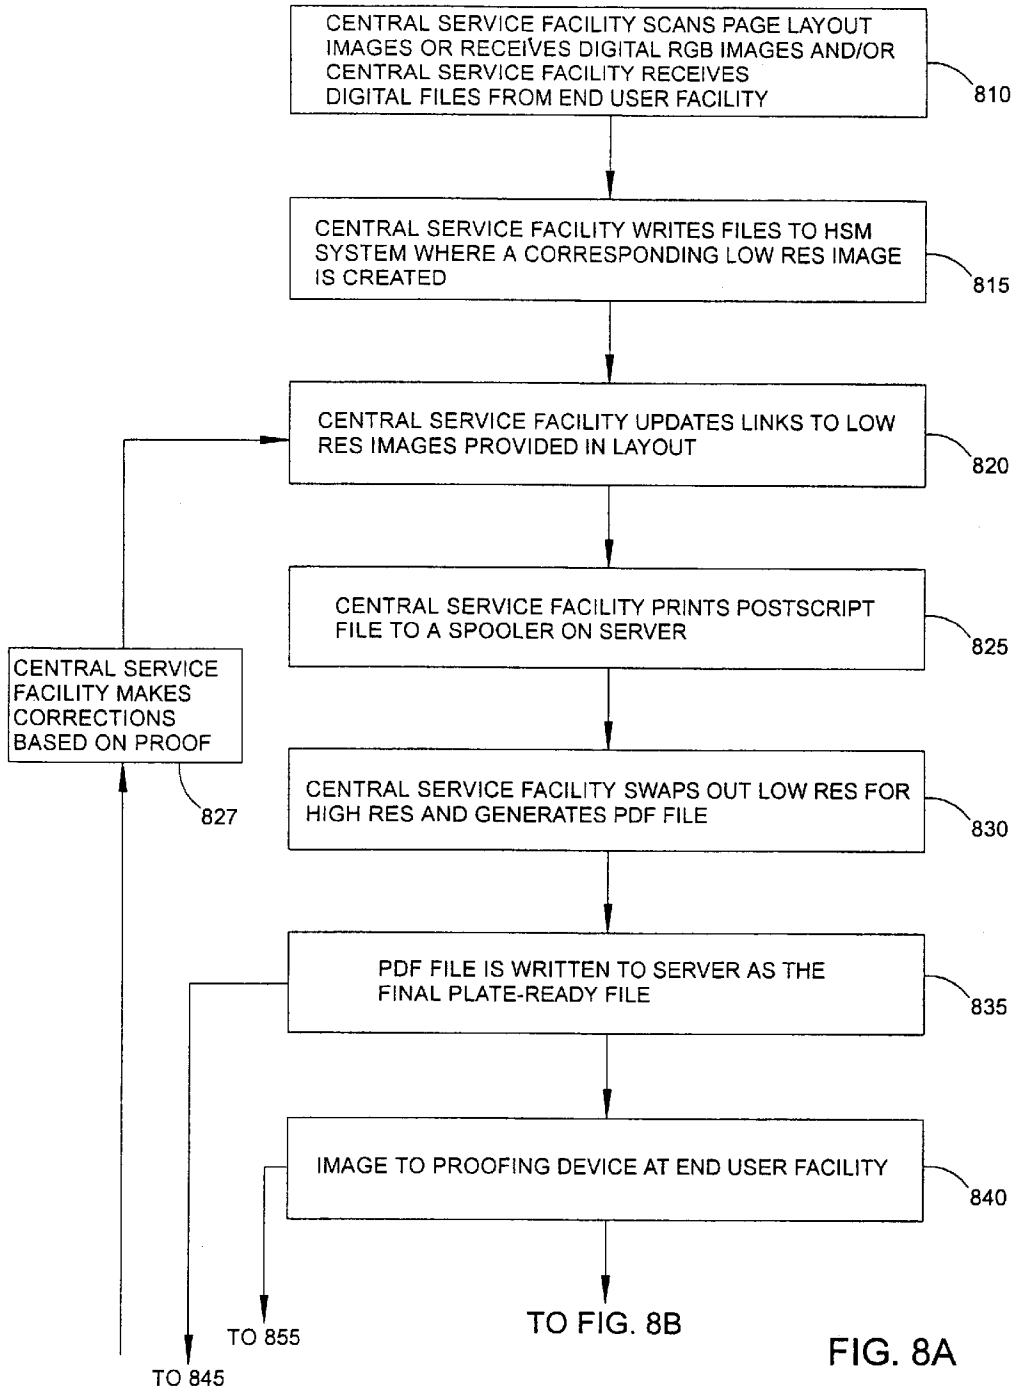 CENTRAL SERVICE FACILITY SCANS PAGE LAYOUT
IMAGES OR RECEIVES DIGITAL RGB IMAGES AND/OR
CENTRAL SERVICE FACILITY RECEIVES
DIGITAL FILES FROM END USER FACILITY
810
CENTRAL SERVICE FACILITY WRITES FILES TO HSM
SYSTEM WHERE A CORRESPONDING LOW RES IMAGE
IS CREATED
815
CENTRAL SERVICE FACILITY UPDATES LINKS TO LOW
RES IMAGES PROVIDED IN LAYOUT
820
CENTRAL SERVICE FACILITY PRINTS POSTSCRIPT
FILE TO A SPOOLER ON SERVER
825
CENTRAL SERVICE
FACILITY MAKES
CORRECTIONS
BASED ON PROOF
827
CENTRAL SERVICE FACILITY SWAPS OUT LOW RES FOR
HIGH RES AND GENERATES PDF FILE
830
PDF FILE IS WRITTEN TO SERVER AS THE
FINAL PLATE-READY FILE
835
IMAGE TO PROOFING DEVICE AT END USER FACILITY
840
TO 855
TO FIG. 8B
TO 845
FIG. 8A